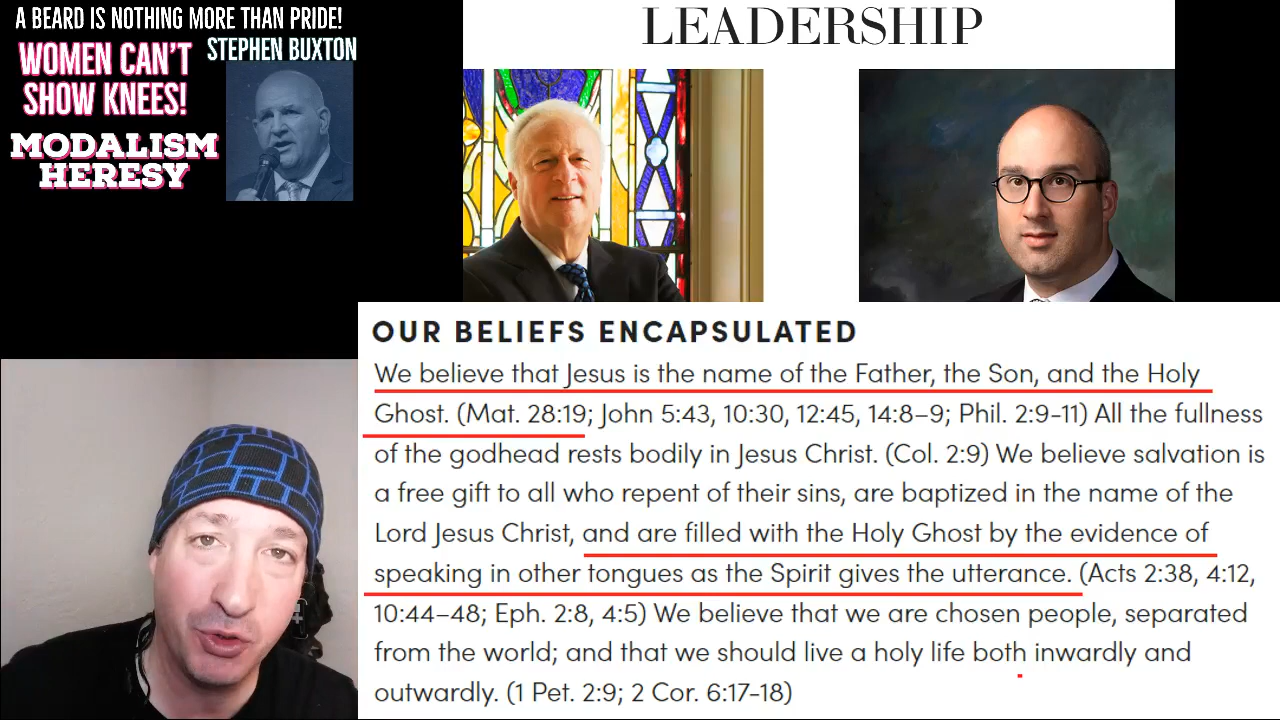 A BEARD IS NOTHING MORE THAN PRIDE!
STEPHEN BUXTON
WOMEN CAN'T
SHOW KNEES!
MODALISM
HERESY
LEADERSHIP
OUR BELIEFS ENCAPSULATED
We believe that Jesus is the name of the Father, the Son, and the Holy
Ghost. (Mat. 28:19; John 5:43, 10:30, 12:45, 14:8–9; Phil. 2:9-11) All the fullness
of the godhead rests bodily in Jesus Christ. (Col. 2:9) We believe salvation is
a free gift to all who repent of their sins, are baptized in the name of the
Lord Jesus Christ, and are filled with the Holy Ghost by the evidence of
speaking in other tongues as the Spirit gives the utterance. (Acts 2:38, 4:12,
10:44–48; Eph. 2:8, 4:5) We believe that we are chosen people, separated
from the world; and that we should live a holy life both inwardly and
outwardly. (1 Pet. 2:9; 2 Cor. 6:17-18)